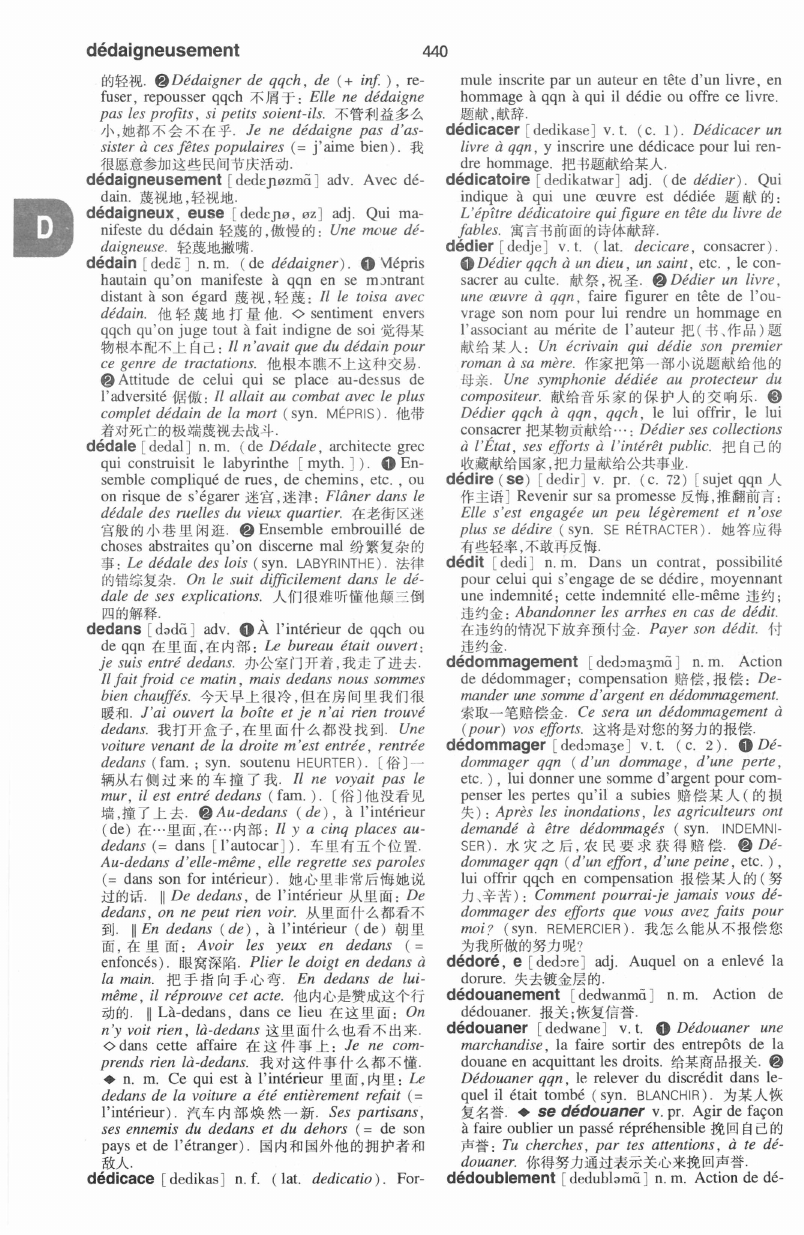 dédaigneusement
440
的轻视. ❷ Dédaigner de qqch, de (+ inf.), re-
fuser, repousser qqch 不屑于: Elle ne dédaigne
pas les profits, si petits soient-ils. 不管利益多么
小,她都不会不在乎. Je ne dédaigne pas d'as-
sister à ces fêtes populaires (= j'aime bien). 我
很愿意参加这些民间节庆活动.
dédaigneusement [dedɛɲøzmɑ̃] adv. Avec dé-
dain. 蔑视地,轻视地.
dédaigneux, euse [dedɛɲø, øz] adj. Qui ma-
nifeste du dédain 轻蔑的,傲慢的: Une moue dé-
daigneuse. 轻蔑地撇嘴.
dédain [dedɛ̃] n. m. (de dédaigner). ❶ Mépris
hautain qu'on manifeste à qqn en se montrant
distant à son égard 蔑视,轻蔑: Il le toisa avec
dédain. 他轻蔑地打量他. ◇ sentiment envers
qqch qu'on juge tout à fait indigne de soi 觉得某
物根本配不上自己: Il n'avait que du dédain pour
ce genre de tractations. 他根本瞧不上这种交易.
❷ Attitude de celui qui se place au-dessus de
l'adversité 倨傲: Il allait au combat avec le plus
complet dédain de la mort (syn. MÉPRIS). 他带
着对死亡的极端蔑视去战斗.
dédale [dedal] n. m. (de Dédale, architecte grec
qui construisit le labyrinthe [myth.]). ❶ En-
semble compliqué de rues, de chemins, etc., ou
on risque de s'égarer 迷宫,迷津: Flâner dans le
dédale des ruelles du vieux quartier. 在老街区迷
宫般的小巷里闲逛. ❷ Ensemble embrouillé de
choses abstraites qu'on discerne mal 纷繁复杂的
事: Le dédale des lois (syn. LABYRINTHE). 法律
的错综复杂. On le suit difficilement dans le dé-
dale de ses explications. 人们很难听懂他颠三倒
四的解释.
dedans [dədɑ̃] adv. ❶ À l'intérieur de qqch ou
de qqn 在里面,在内部: Le bureau était ouvert;
je suis entré dedans. 办公室门开着,我走了进去.
Il fait froid ce matin, mais dedans nous sommes
bien chauffés. 今天早上很冷,但在房间里我们很
暖和. J'ai ouvert la boîte et je n'ai rien trouvé
dedans. 我打开盒子,在里面什么都没找到. Une
voiture venant de la droite m'est entrée, rentrée
dedans (fam.; syn. soutenu HEURTER). 〔俗〕一
辆从右侧过来的车撞了我. Il ne voyait pas le
mur, il est entré dedans (fam.). 〔俗〕他没看见
墙,撞了上去. ❷ Au-dedans (de), à l'intérieur
(de) 在…里面,在…内部: Il y a cinq places au-
dedans (= dans [l'autocar]). 车里有五个位置.
Au-dedans d'elle-même, elle regrette ses paroles
(= dans son for intérieur). 她心里非常后悔她说
过的话. ‖ De dedans, de l'intérieur 从里面: De
dedans, on ne peut rien voir. 从里面什么都看不
到. ‖ En dedans (de), à l'intérieur (de) 朝里
面,在里面: Avoir les yeux en dedans (=
enfoncés). 眼窝深陷. Plier le doigt en dedans à
la main. 把手指向手心弯. En dedans de lui-
même, il réprouve cet acte. 他内心是赞成这个行
动的. ‖ Là-dedans, dans ce lieu 在这里面: On
n'y voit rien, là-dedans 这里面什么也看不出来.
◇ dans cette affaire 在这件事上: Je ne com-
prends rien là-dedans. 我对这件事什么都不懂.
◆ n. m. Ce qui est à l'intérieur 里面,内里: Le
dedans de la voiture a été entièrement refait (=
l'intérieur). 汽车内部焕然一新. Ses partisans,
ses ennemis du dedans et du dehors (= de son
pays et de l'étranger). 国内和国外他的拥护者和
敌人.
dédicace [dedikas] n. f. (lat. dedicatio). For-
D
mule inscrite par un auteur en tête d'un livre, en
hommage à qqn à qui il dédie ou offre ce livre.
题献,献辞.
dédicacer [dedikase] v. t. (c. 1). Dédicacer un
livre à qqn, y inscrire une dédicace pour lui ren-
dre hommage. 把书题献给某人.
dédicatoire [dedikatwar] adj. (de dédier). Qui
indique à qui une œuvre est dédiée 题献的:
L'épître dédicatoire qui figure en tête du livre de
fables. 寓言书前面的诗体献辞.
dédier [dedje] v. t. (lat. decicare, consacrer).
❶ Dédier qqch à un dieu, un saint, etc., le con-
sacrer au culte. 献祭,祝圣. ❷ Dédier un livre,
une œuvre à qqn, faire figurer en tête de l'ou-
vrage son nom pour lui rendre un hommage en
l'associant au mérite de l'auteur 把(书、作品)题
献给某人: Un écrivain qui dédie son premier
roman à sa mère. 作家把第一部小说题献给他的
母亲. Une symphonie dédiée au protecteur du
compositeur. 献给音乐家的保护人的交响乐. ❸
Dédier qqch à qqn, qqch, le lui offrir, le lui
consacrer 把某物贡献给…: Dédier ses collections
à l'État, ses efforts à l'intérêt public. 把自己的
收藏献给国家,把力量献给公共事业.
dédire (se) [dedir] v. pr. (c. 72) [sujet qqn 人
作主语] Revenir sur sa promesse 反悔,推翻前言:
Elle s'est engagée un peu légèrement et n'ose
plus se dédire (syn. SE RÉTRACTER). 她答应得
有些轻率,不敢再反悔.
dédit [dedi] n. m. Dans un contrat, possibilité
pour celui qui s'engage de se dédire, moyennant
une indemnité; cette indemnité elle-même 违约;
违约金: Abandonner les arrhes en cas de dédit.
在违约的情况下放弃预付金. Payer son dédit. 付
违约金.
dédommagement [dedɔmaʒmɑ̃] n. m. Action
de dédommager; compensation 赔偿,报偿: De-
mander une somme d'argent en dédommagement.
索取一笔赔偿金. Ce sera un dédommagement à
(pour) vos efforts. 这将是对您的努力的报偿.
dédommager [dedɔmaʒe] v. t. (c. 2). ❶ Dé-
dommager qqn (d'un dommage, d'une perte,
etc.), lui donner une somme d'argent pour com-
penser les pertes qu'il a subies 赔偿某人(的损
失): Après les inondations, les agriculteurs ont
demandé à être dédommagés (syn. INDEMNI-
SER). 水灾之后,农民要求获得赔偿. ❷ Dé-
dommager qqn (d'un effort, d'une peine, etc.),
lui offrir qqch en compensation 报偿某人的(努
力、辛苦): Comment pourrai-je jamais vous dé-
dommager des efforts que vous avez faits pour
moi? (syn. REMERCIER). 我怎么能从不报偿您
为我所做的努力呢?
dédoré, e [dedɔre] adj. Auquel on a enlevé la
dorure. 失去镀金层的.
dédouanement [dedwanmɑ̃] n. m. Action de
dédouaner. 报关;恢复信誉.
dédouaner [dedwane] v. t. ❶ Dédouaner une
marchandise, la faire sortir des entrepôts de la
douane en acquittant les droits. 给某商品报关. ❷
Dédouaner qqn, le relever du discrédit dans le-
quel il était tombé (syn. BLANCHIR). 为某人恢
复名誉. ◆ se dédouaner v. pr. Agir de façon
à faire oublier un passé répréhensible 挽回自己的
声誉: Tu cherches, par tes attentions, à te dé-
douaner. 你得努力通过表示关心来挽回声誉.
dédoublement [dedubləmɑ̃] n. m. Action de dé-